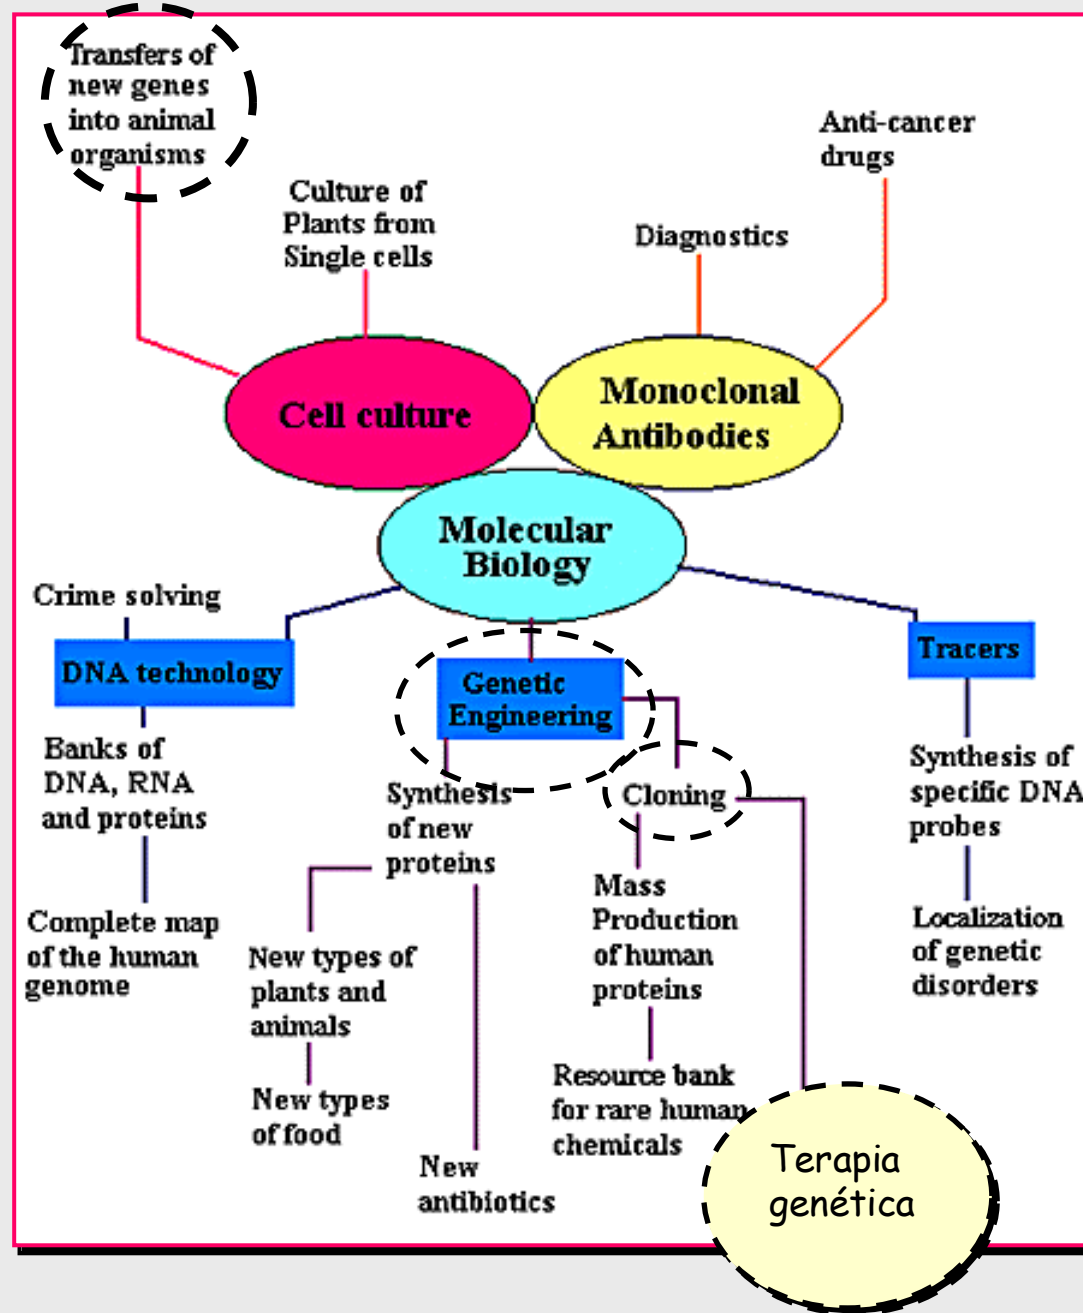 Transfers of
new genes
into animal
organisms
Anti-cancer
drugs
Culture of
Plants from
Single cells
Diagnostics
Cell culture
Monoclonal
Antibodies
Molecular
Biology
Crime solving
DNA technology
Genetic
Engineering
Tracers
Banks of
DNA, RNA
and proteins
Synthesis
of new
proteins
Cloning
Synthesis of
specific DNA
probes
Complete map
of the human
genome
New types of
plants and
animals
Mass
Production
of human
proteins
Localization
of genetic
disorders
New types
of food
Resource bank
for rare human
chemicals
New
antibiotics
Terapia
genética